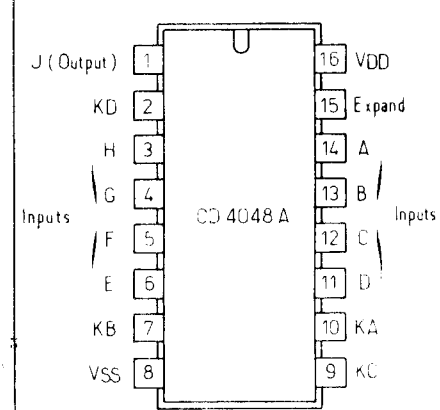 J (Output) 1 16 VDD
KD 2 15 Expand
H 3 14 A
G 4 13 B
Inputs CD 4048 A Inputs
F 5 12 C
E 6 11 D
KB 7 10 KA
VSS 8 9 KC